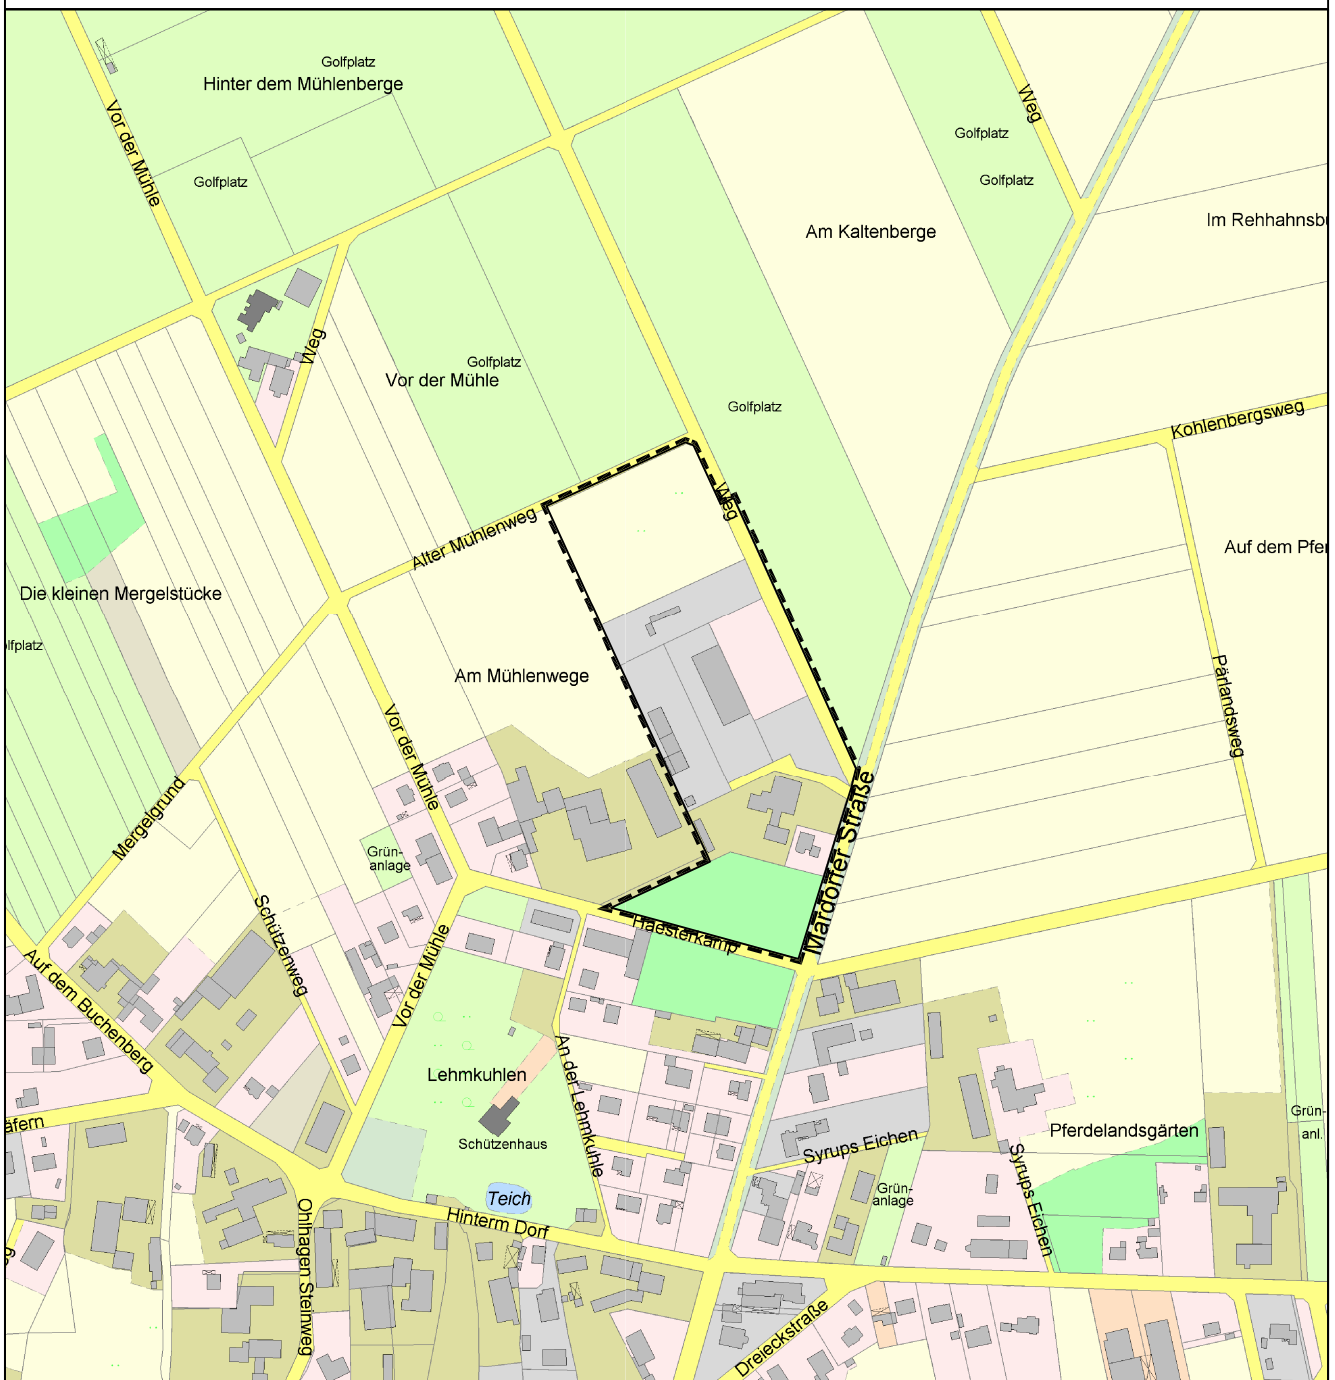 Golfplatz
Hinter dem Mühlenberge
Vor der Mühle
Weg
Golfplatz
Golfplatz
Golfplatz
Im Rehhahnsbu
Am Kaltenberge
Weg
Golfplatz
Vor der Mühle
Golfplatz
Kohlenbergsweg
Weg
Alter Mühlenweg
Auf dem Pfer
Die kleinen Mergelstücke
lfplatz
Am Mühlenwege
Pärlandsweg
Vor der Mühle
Mergelgrund
Mardorfer Straße
Grün-
anlage
Schützenweg
Haesterkamp
Auf dem Buchenberg
Vor der Mühle
An der Lehmkuhle
Lehmkuhlen
Schützenhaus
äfern
Syrups Eichen
Pferdelandsgärten
Grün-
anl.
Syrups Eichen
Grün-
anlage
Teich
Hinterm Dorf
Ohlhagen Steinweg
g
Dreieckstraße